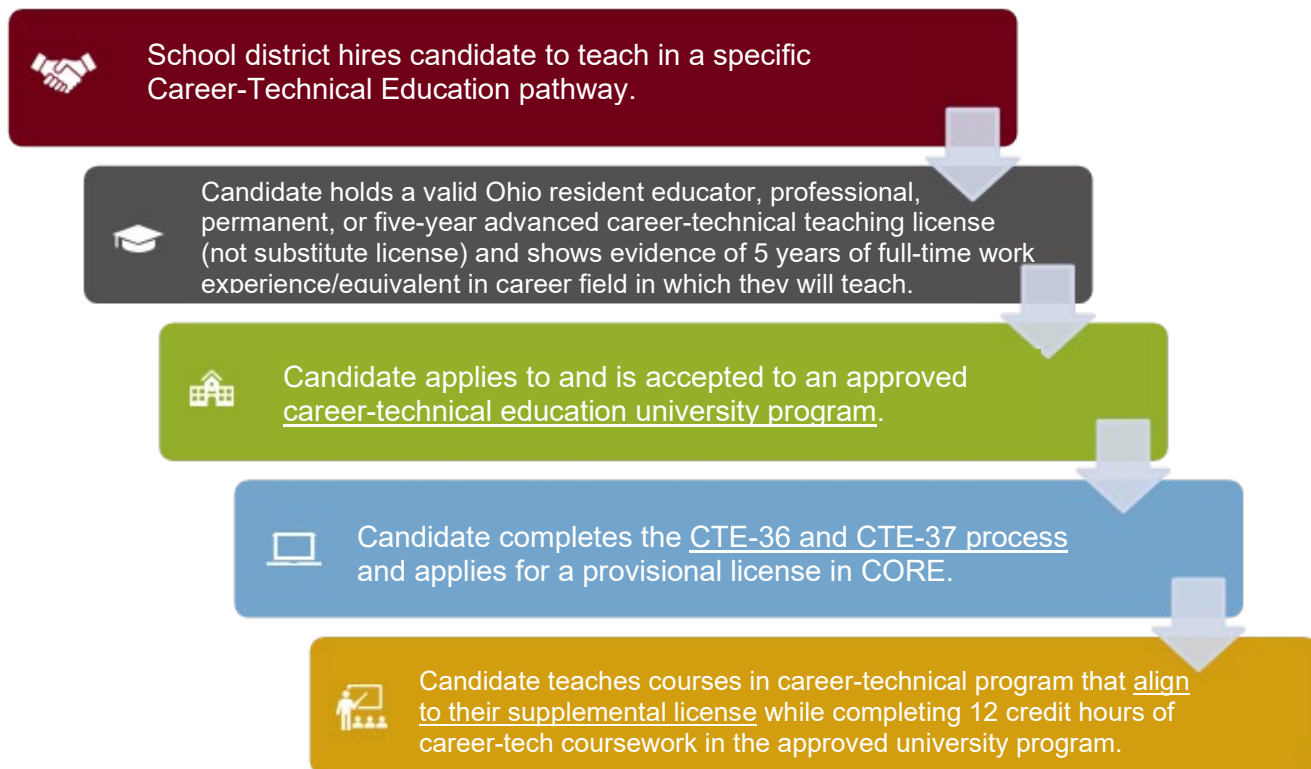 School district hires candidate to teach in a specific
Career-Technical Education pathway.
Candidate holds a valid Ohio resident educator, professional,
permanent, or five-year advanced career-technical teaching license
(not substitute license) and shows evidence of 5 years of full-time work
experience/equivalent in career field in which they will teach.
Candidate applies to and is accepted to an approved
career-technical education university program.
Candidate completes the CTE-36 and CTE-37 process
and applies for a provisional license in CORE.
Candidate teaches courses in career-technical program that align
to their supplemental license while completing 12 credit hours of
career-tech coursework in the approved university program.